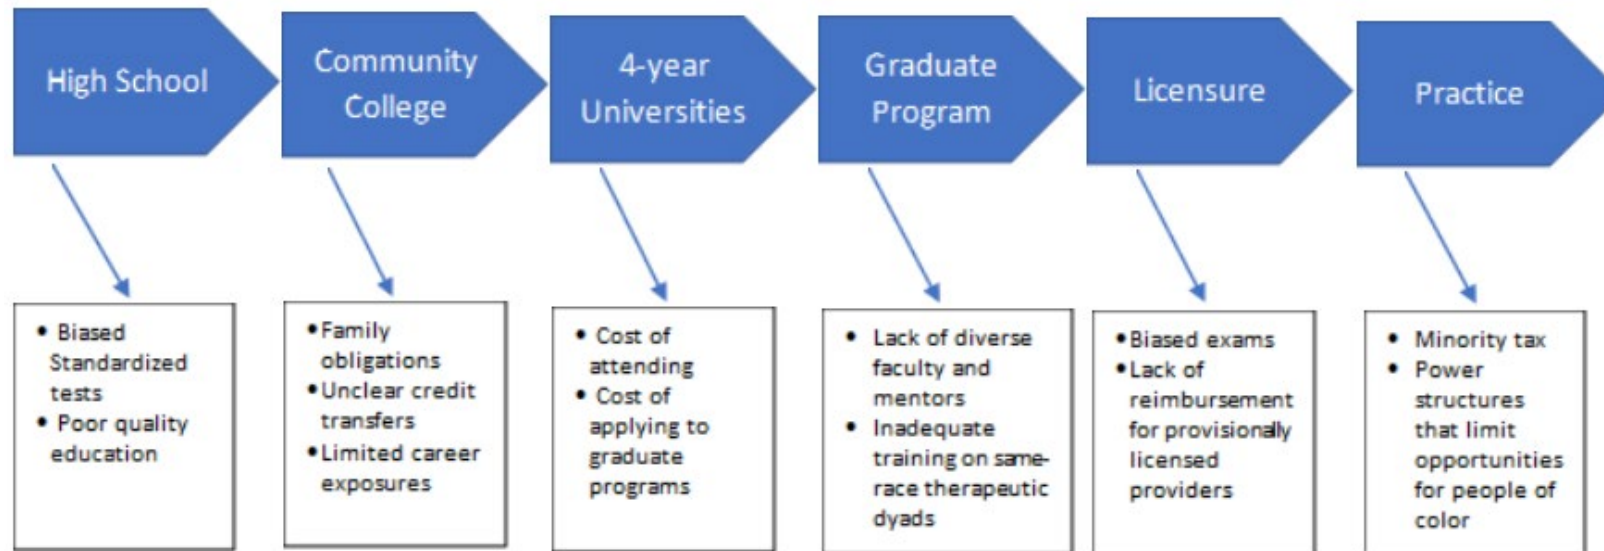 High School
Community
College
4-year
Universities
Graduate
Program
Licensure
Practice
• Biased
Standardized
tests
• Poor quality
education
•Family
obligations
•Unclear credit
transfers
•Limited career
exposures
• Cost of
attending
• Cost of
applying to
graduate
programs
• Lack of diverse
faculty and
mentors
• Inadequate
training on same-
race therapeutic
dyads
•Biased exams
•Lack of
reimbursement
for provisionally
licensed
providers
• Minority tax
• Power
structures
that limit
opportunities
for people of
color